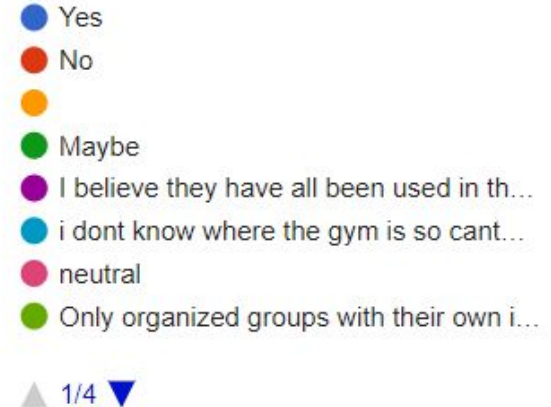 Yes
No
Maybe
I believe they have all been used in th...
i dont know where the gym is so cant...
neutral
Only organized groups with their own i...
1/4